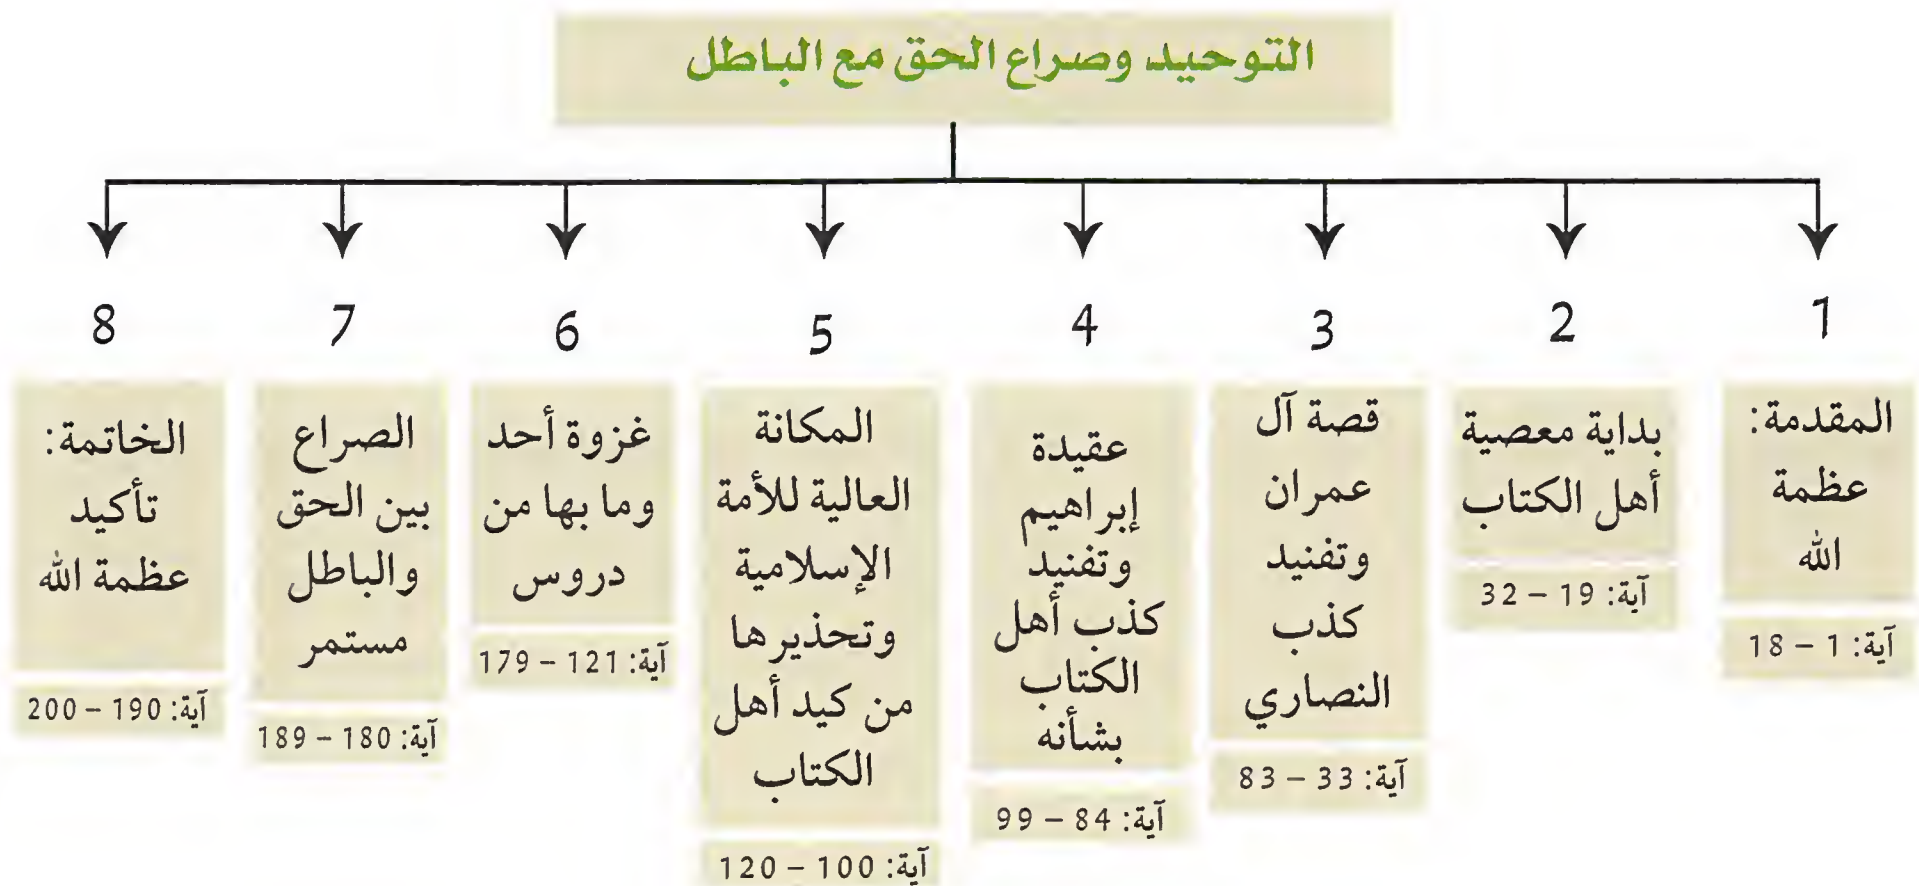 التوحيد وصراع الحق مع الباطل
1
المقدمة:
عظمة
الله
آية: 1 – 18
2
بداية معصية
أهل الكتاب
آية: 19 – 32
3
قصة آل
عمران
وتفنيد
كذب
النصاري
آية: 33 – 83
4
عقيدة
إبراهيم
وتفنيد
كذب أهل
الكتاب
بشأنه
آية: 84 – 99
5
المكانة
العالية للأمة
الإسلامية
وتحذيرها
من كيد أهل
الكتاب
آية: 100 – 120
6
غزوة أحد
وما بها من
دروس
آية: 121 – 179
7
الصراع
بين الحق
والباطل
مستمر
آية: 180 – 189
8
الخاتمة:
تأكيد
عظمة الله
آية: 190 – 200